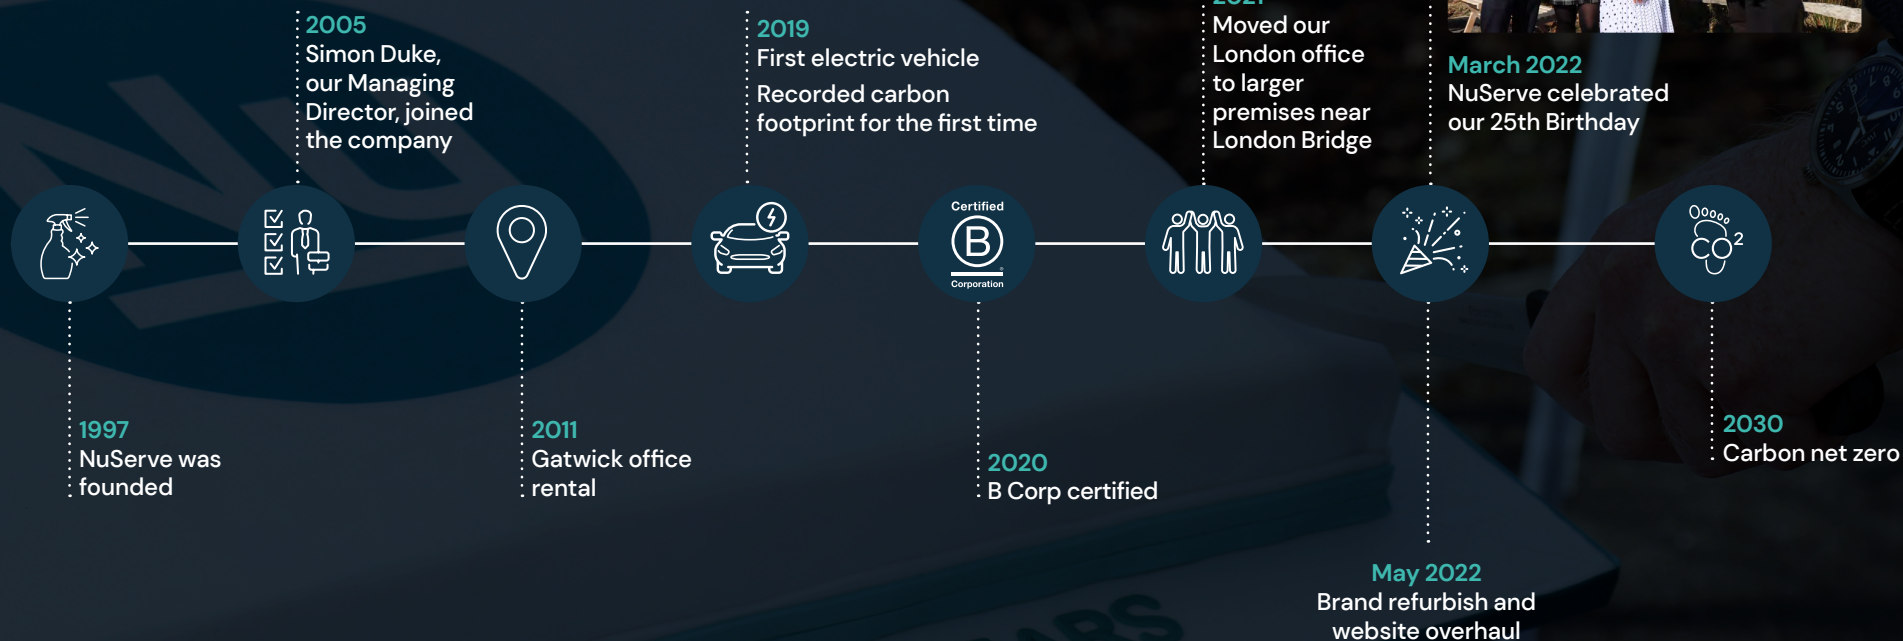 2005
Simon Duke,
our Managing
Director, joined
the company
2019
First electric vehicle
Recorded carbon
footprint for the first time
2021
Moved our
London office
to larger
premises near
London Bridge
March 2022
NuServe celebrated
our 25th Birthday
Certified
B
Corporation
CO2
1997
NuServe was
founded
2011
Gatwick office
rental
2020
B Corp certified
2030
Carbon net zero
May 2022
Brand refurbish and
website overhaul